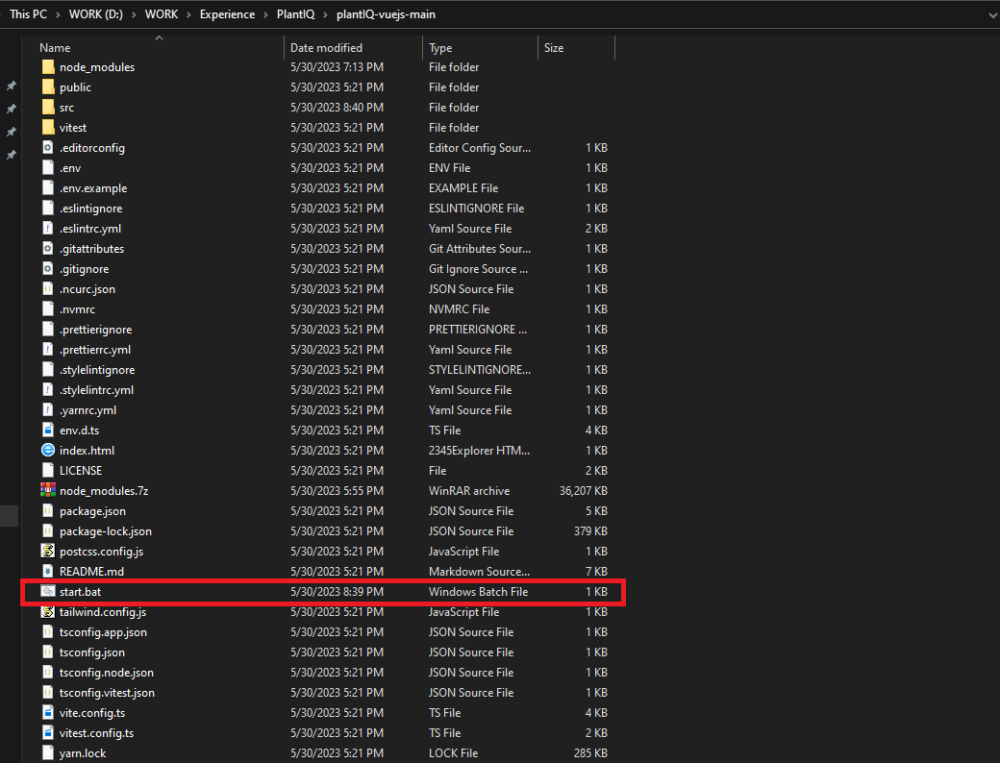 This PC > WORK (D:) > WORK > Experience > PlantIQ > plantIQ-vuejs-main
Name Date modified Type Size
node_modules 5/30/2023 7:13 PM File folder
public 5/30/2023 5:21 PM File folder
src 5/30/2023 8:40 PM File folder
vitest 5/30/2023 5:21 PM File folder
.editorconfig 5/30/2023 5:21 PM Editor Config Sour... 1 KB
.env 5/30/2023 5:21 PM ENV File 1 KB
.env.example 5/30/2023 5:21 PM EXAMPLE File 1 KB
.eslintignore 5/30/2023 5:21 PM ESLINTIGNORE File 1 KB
.eslintrc.yml 5/30/2023 5:21 PM Yaml Source File 2 KB
.gitattributes 5/30/2023 5:21 PM Git Attributes Sour... 1 KB
.gitignore 5/30/2023 5:21 PM Git Ignore Source ... 1 KB
.ncurc.json 5/30/2023 5:21 PM JSON Source File 1 KB
.nvmrc 5/30/2023 5:21 PM NVMRC File 1 KB
.prettierignore 5/30/2023 5:21 PM PRETTIERIGNORE ... 1 KB
.prettierrc.yml 5/30/2023 5:21 PM Yaml Source File 1 KB
.stylelintignore 5/30/2023 5:21 PM STYLELINTIGNORE... 1 KB
.stylelintrc.yml 5/30/2023 5:21 PM Yaml Source File 1 KB
.yarnrc.yml 5/30/2023 5:21 PM Yaml Source File 1 KB
env.d.ts 5/30/2023 5:21 PM TS File 4 KB
index.html 5/30/2023 5:21 PM 2345Explorer HTM... 1 KB
LICENSE 5/30/2023 5:21 PM File 2 KB
node_modules.7z 5/30/2023 5:55 PM WinRAR archive 36,207 KB
package.json 5/30/2023 5:21 PM JSON Source File 5 KB
package-lock.json 5/30/2023 5:21 PM JSON Source File 379 KB
postcss.config.js 5/30/2023 5:21 PM JavaScript File 1 KB
README.md 5/30/2023 5:21 PM Markdown Source... 7 KB
start.bat 5/30/2023 8:39 PM Windows Batch File 1 KB
tailwind.config.js 5/30/2023 5:21 PM JavaScript File 1 KB
tsconfig.app.json 5/30/2023 5:21 PM JSON Source File 1 KB
tsconfig.json 5/30/2023 5:21 PM JSON Source File 1 KB
tsconfig.node.json 5/30/2023 5:21 PM JSON Source File 1 KB
tsconfig.vitest.json 5/30/2023 5:21 PM JSON Source File 1 KB
vite.config.ts 5/30/2023 5:21 PM TS File 4 KB
vitest.config.ts 5/30/2023 5:21 PM TS File 2 KB
yarn.lock 5/30/2023 5:21 PM LOCK File 285 KB